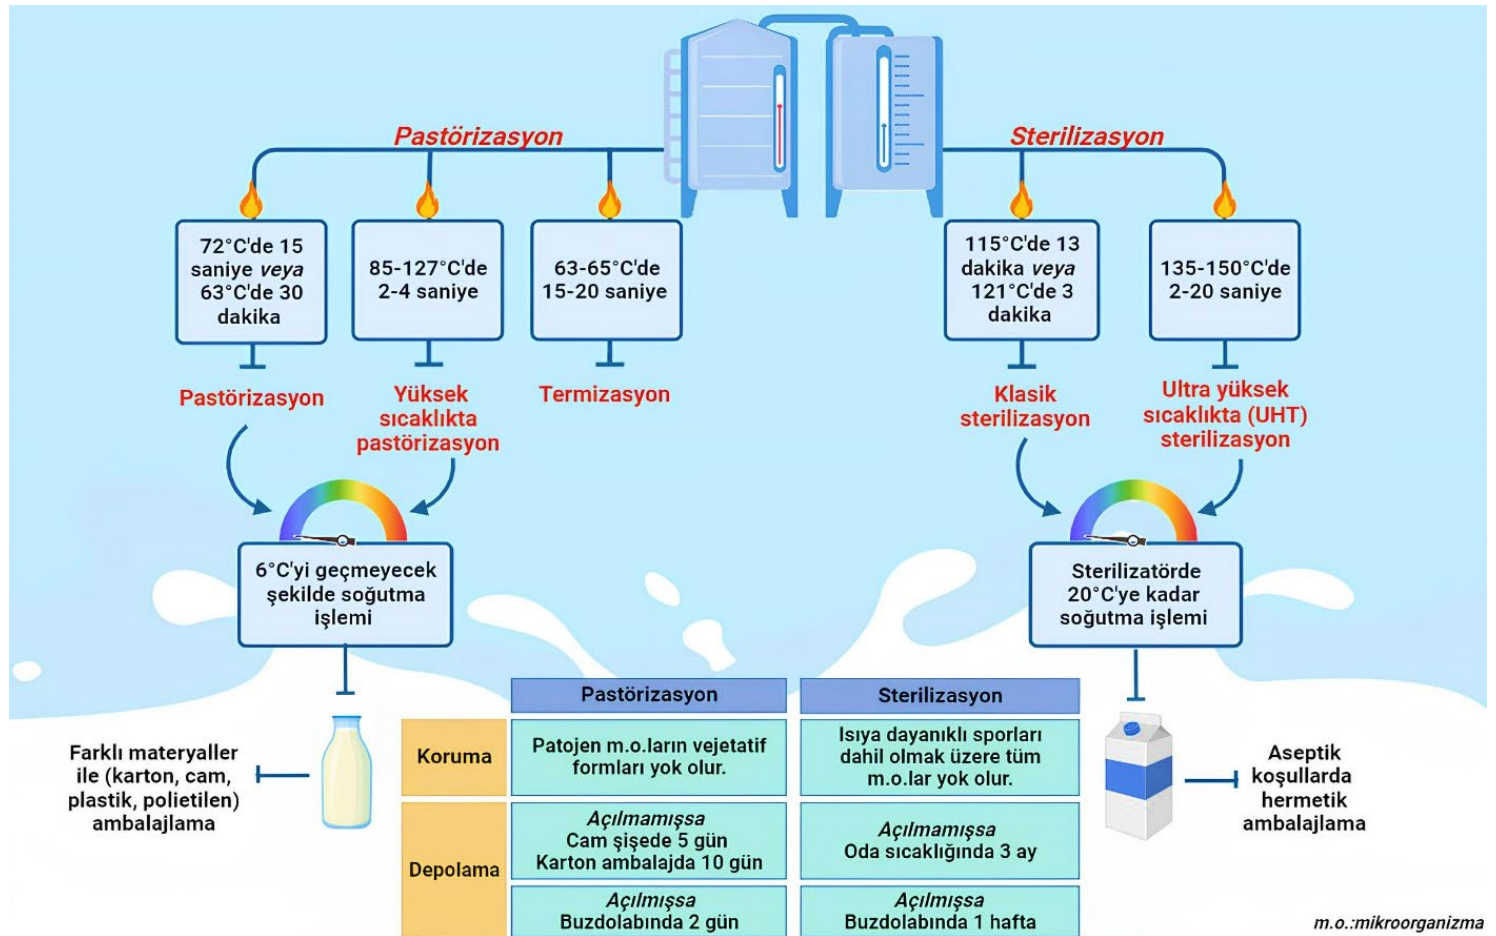 Pastörizasyon
Sterilizasyon
72°C'de 15
saniye veya
63°C'de 30
dakika
85-127°C'de
2-4 saniye
63-65°C'de
15-20 saniye
115°C'de 13
dakika veya
121°C'de 3
dakika
135-150°C'de
2-20 saniye
Pastörizasyon
Yüksek
sıcaklıkta
pastörizasyon
Termizasyon
Klasik
sterilizasyon
Ultra yüksek
sıcaklıkta (UHT)
sterilizasyon
6°C'yi geçmeyecek
şekilde soğutma
işlemi
Sterilizatörde
20°C'ye kadar
soğutma işlemi
Farklı materyaller
ile (karton, cam,
plastik, polietilen)
ambalajlama
Pastörizasyon
Sterilizasyon
Koruma
Patojen m.o.ların vejetatif
formları yok olur.
Isıya dayanıklı sporları
dahil olmak üzere tüm
m.o.lar yok olur.
Depolama
Açılmamışsa
Cam şişede 5 gün
Karton ambalajda 10 gün
Açılmamışsa
Oda sıcaklığında 3 ay
Açılmışsa
Buzdolabında 2 gün
Açılmışsa
Buzdolabında 1 hafta
Aseptik
koşullarda
hermetik
ambalajlama
m.o.:mikroorganizma